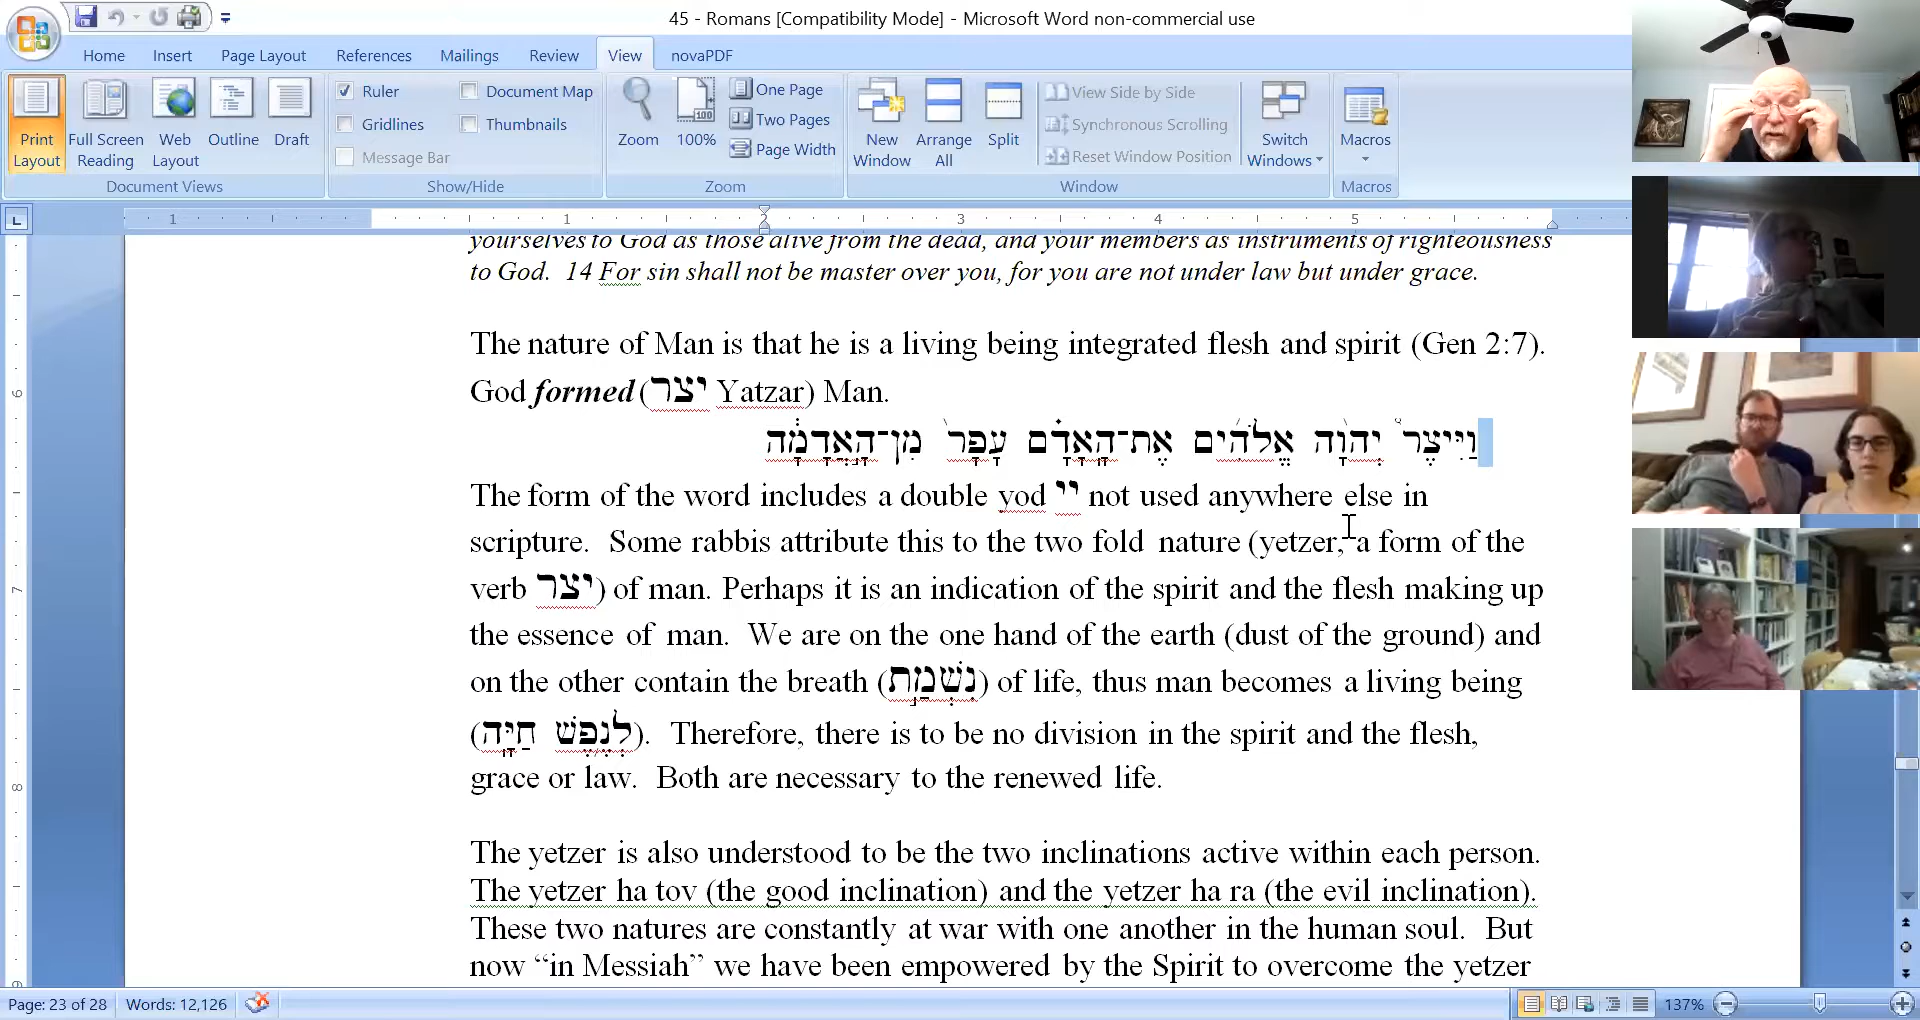 45 - Romans [Compatibility Mode] - Microsoft Word non-commercial use
Home Insert Page Layout References Mailings Review View novaPDF
Print Layout Full Screen Reading Web Layout Outline Draft
Document Views
Ruler Document Map
Gridlines Thumbnails
Message Bar
Show/Hide
Zoom 100% One Page Two Pages Page Width
Zoom
New Window Arrange All Split
View Side by Side
Synchronous Scrolling
Reset Window Position
Switch Windows
Window
Macros
Macros
1 1 2 3 4 5
yourselves to God as those alive from the dead, and your members as instruments of righteousness
to God. 14 For sin shall not be master over you, for you are not under law but under grace.
The nature of Man is that he is a living being integrated flesh and spirit (Gen 2:7).
God formed (יצר Yatzar) Man.
וַיִּיצֶר֩ יְהוָ֨ה אֱלֹהִ֜ים אֶת־הָֽאָדָ֗ם עָפָר֙ מִן־הָ֣אֲדָמָ֔ה
The form of the word includes a double yod יי not used anywhere else in
scripture. Some rabbis attribute this to the two fold nature (yetzer, a form of the
verb יצר) of man. Perhaps it is an indication of the spirit and the flesh making up
the essence of man. We are on the one hand of the earth (dust of the ground) and
on the other contain the breath (נִשְׁמַ֣ת) of life, thus man becomes a living being
(לְנֶ֥פֶשׁ חַיָּֽה). Therefore, there is to be no division in the spirit and the flesh,
grace or law. Both are necessary to the renewed life.
The yetzer is also understood to be the two inclinations active within each person.
The yetzer ha tov (the good inclination) and the yetzer ha ra (the evil inclination).
These two natures are constantly at war with one another in the human soul. But
now “in Messiah” we have been empowered by the Spirit to overcome the yetzer
6
7
8
Page: 23 of 28 Words: 12,126 137%